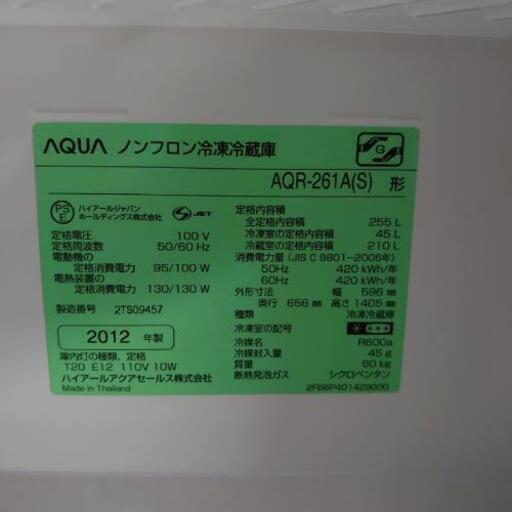 AQUA ノンフロン冷凍冷蔵庫
G
AQR-261A(S) 形
PS E
ハイアールジャパン
ホールディングス株式会社
S JET
定格電圧 100 V
定格周波数 50/60 Hz
電動機の
定格消費電力 95/100 W
電熱装置の
定格消費電力 130/130 W
製造番号 2TS09457
2012 年製
庫内灯の種類、定格
T20 E12 110V 10W
ハイアールアクアセールス株式会社
Made in Thailand
定格内容積
全定格内容積 255 L
冷凍室の定格内容積 45 L
冷蔵室の定格内容積 210 L
消費電力量 (JIS C 9801-2006年)
50Hz 420 kWh/年
60Hz 420 kWh/年
外形寸法 幅 596 mm
奥行 656 mm 高さ 1405 mm
種類 冷凍冷蔵庫
冷凍室の記号
冷媒名 R600a
冷媒封入量 45 g
質量 60 kg
断熱発泡ガス シクロペンタン
2FB6P401429000